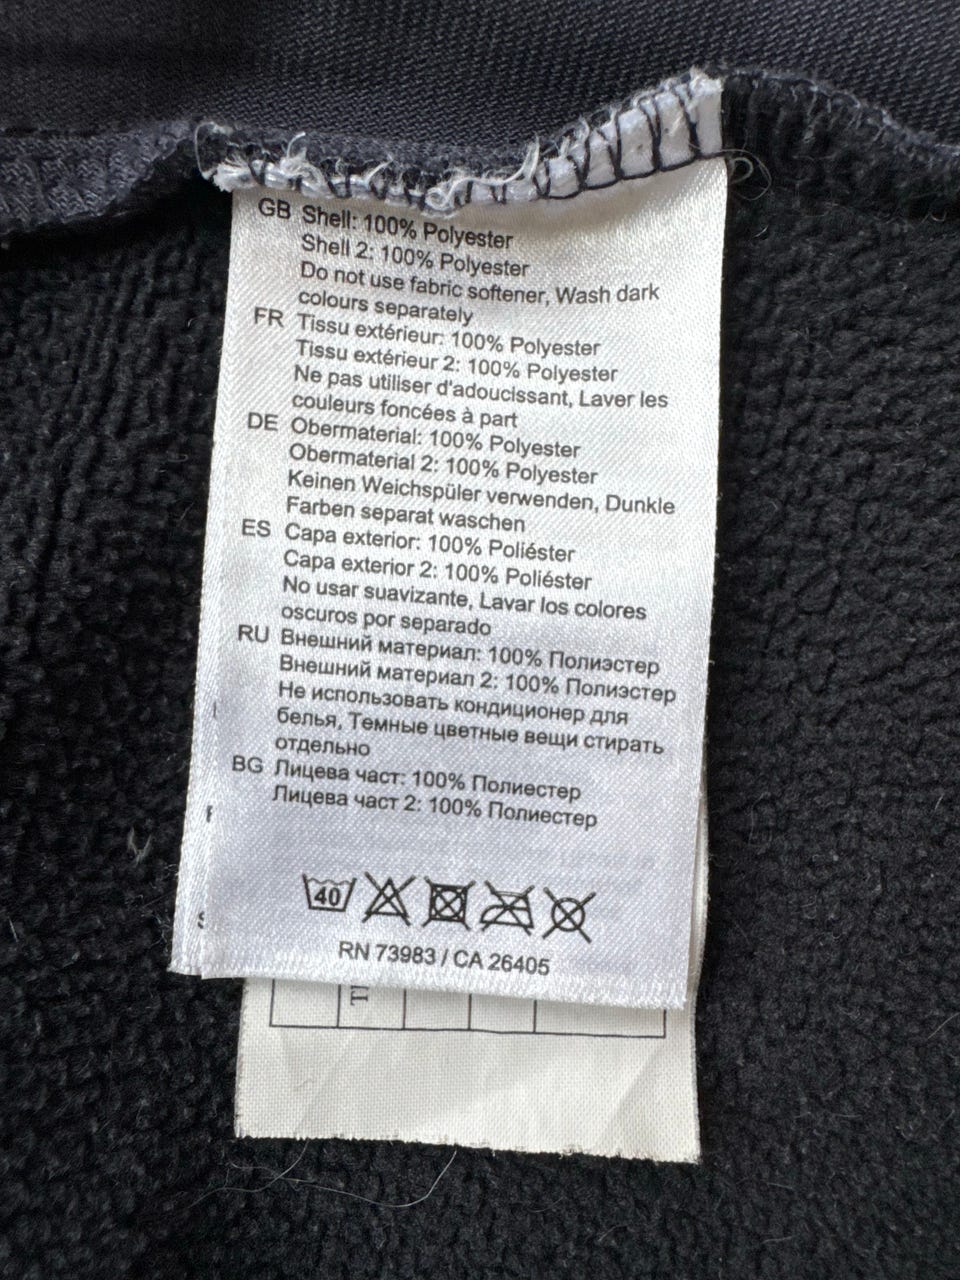 GB Shell: 100% Polyester
Shell 2: 100% Polyester
Do not use fabric softener, Wash dark
colours separately
FR Tissu extérieur: 100% Polyester
Tissu extérieur 2: 100% Polyester
Ne pas utiliser d'adoucissant, Laver les
couleurs foncées à part
DE Obermaterial: 100% Polyester
Obermaterial 2: 100% Polyester
Keinen Weichspüler verwenden, Dunkle
Farben separat waschen
ES Capa exterior: 100% Poliéster
Capa exterior 2: 100% Poliéster
No usar suavizante, Lavar los colores
oscuros por separado
RU Внешний материал: 100% Полиэстер
Внешний материал 2: 100% Полиэстер
Не использовать кондиционер для
белья, Темные цветные вещи стирать
отдельно
BG Лицева част: 100% Полиестер
Лицева част 2: 100% Полиестер
40
RN 73983 / CA 26405